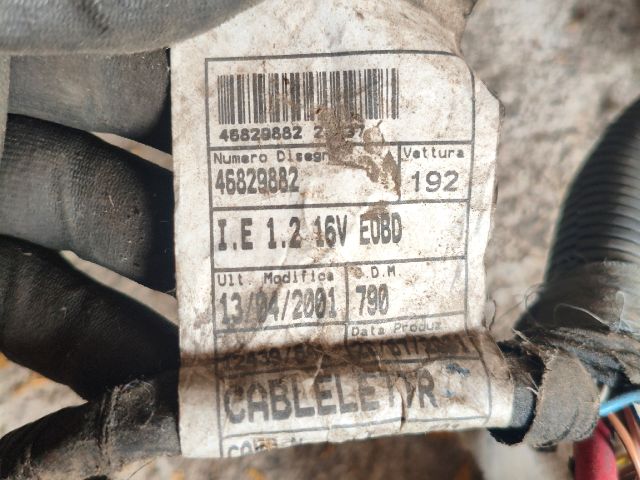 46829882
Numero Disegn
Vettura
46829882
192
I.E 1.2 16V EOBD
Ult. Modifica
O.D.M
13/04/2001
790
Data Produz
CABLELETTR